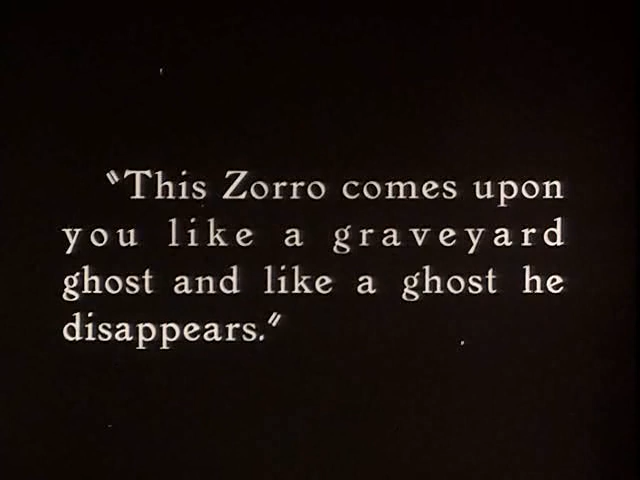 "This Zorro comes upon
you like a graveyard
ghost and like a ghost he
disappears."